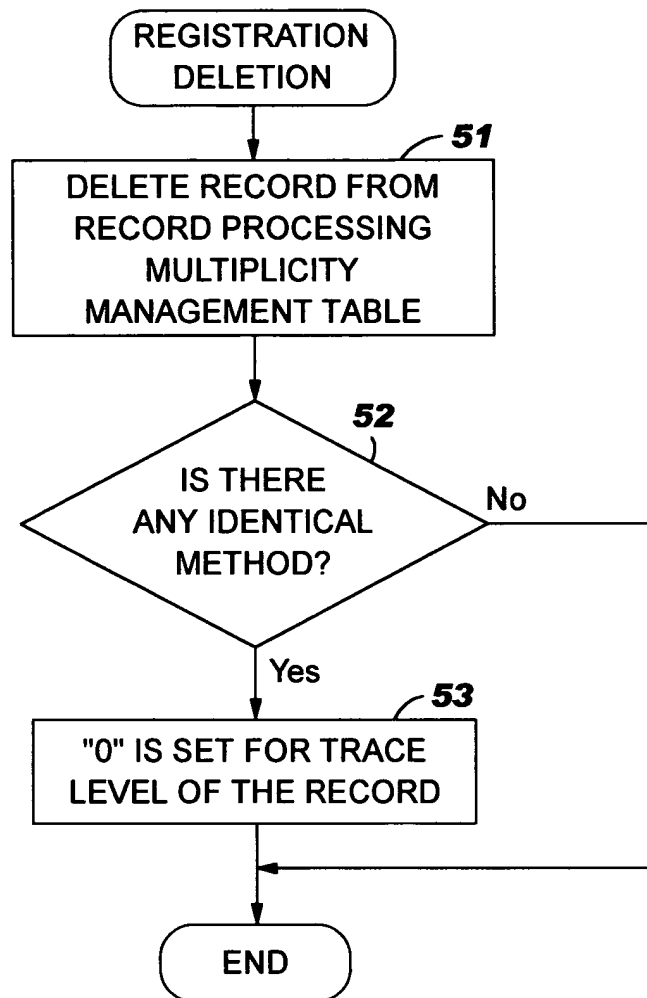 REGISTRATION
DELETION
51
DELETE RECORD FROM
RECORD PROCESSING
MULTIPLICITY
MANAGEMENT TABLE
52
IS THERE
ANY IDENTICAL
METHOD?
No
Yes
53
"0" IS SET FOR TRACE
LEVEL OF THE RECORD
END